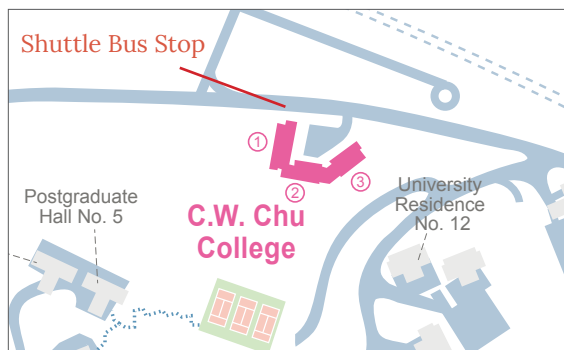 Shuttle Bus Stop
1
2
3
Postgraduate
Hall No. 5
C.W. Chu
College
University
Residence
No. 12